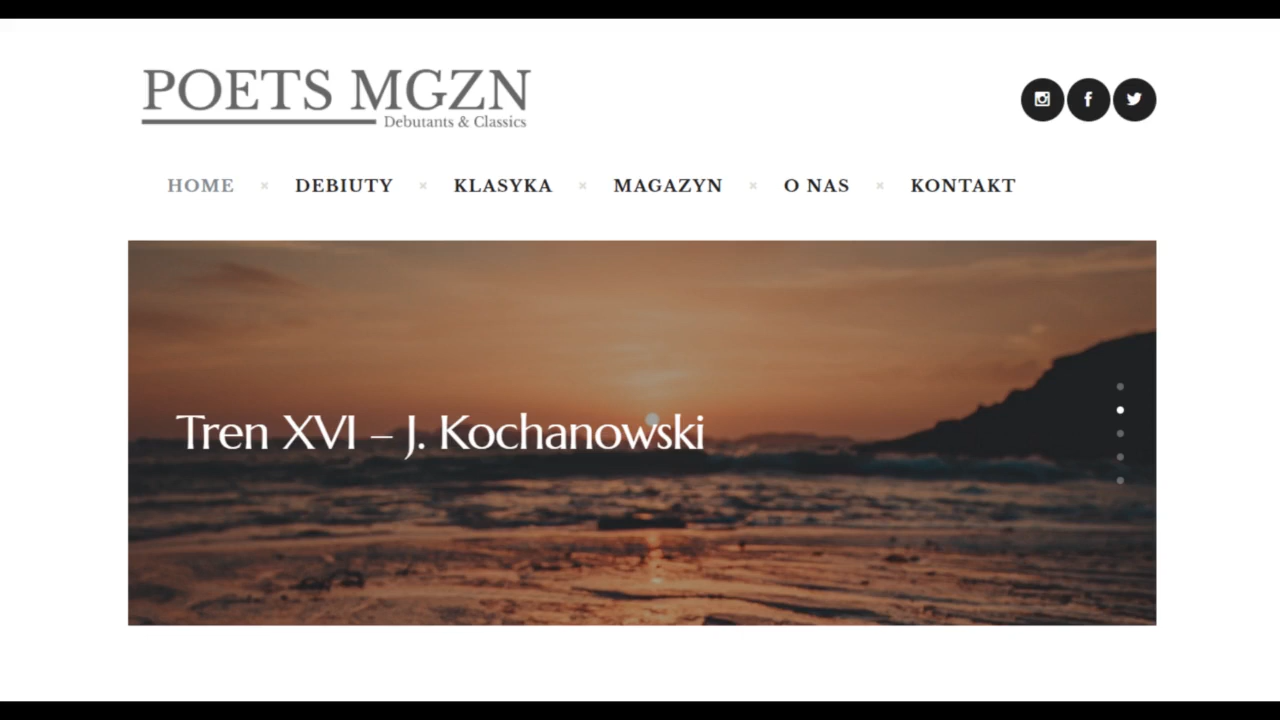 POETS MGZN
Debutants & Classics
HOME × DEBIUTY × KLASYKA × MAGAZYN × O NAS × KONTAKT
Tren XVI – J. Kochanowski